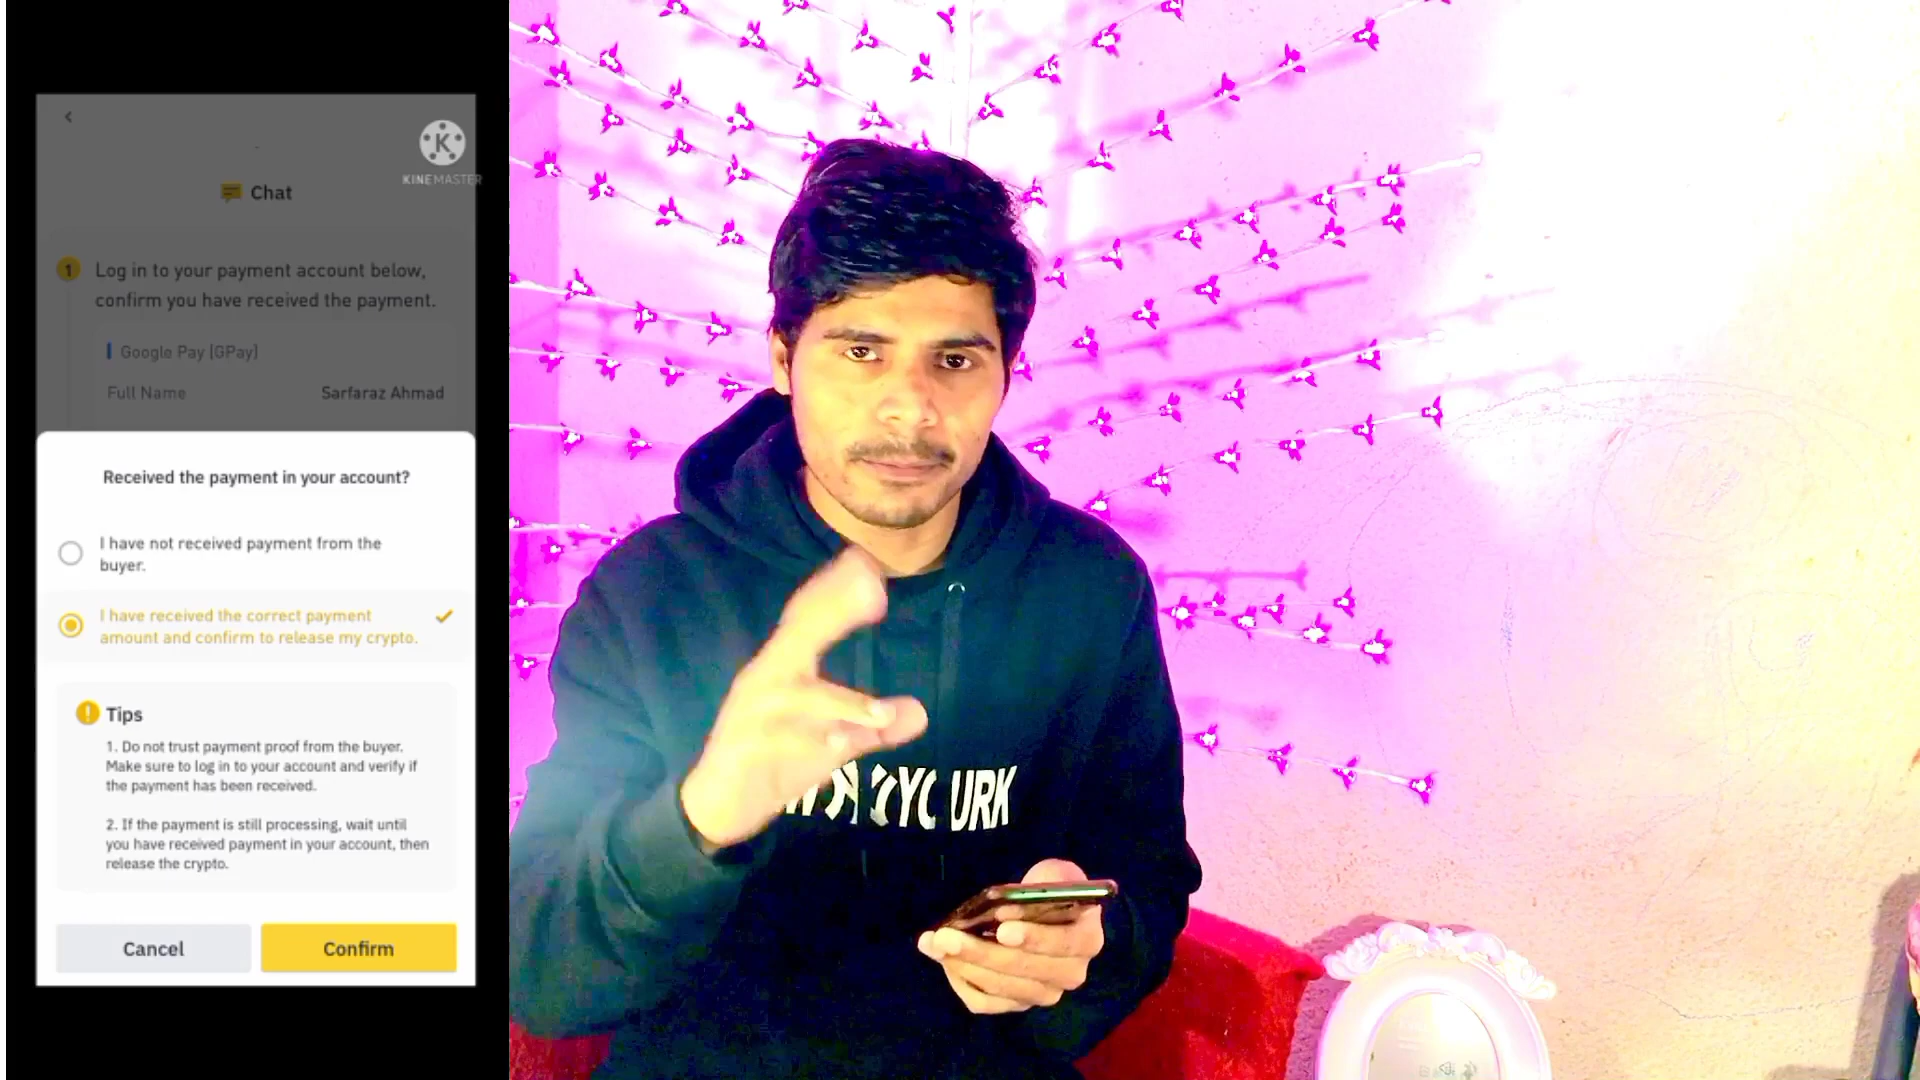 K
KINEMASTER
Chat
1 Log in to your payment account below,
confirm you have received the payment.
Google Pay (GPay)
Full Name Sarfaraz Ahmad
Received the payment in your account?
I have not received payment from the
buyer.
I have received the correct payment
amount and confirm to release my crypto.
! Tips
1. Do not trust payment proof from the buyer.
Make sure to log in to your account and verify if
the payment has been received.
2. If the payment is still processing, wait until
you have received payment in your account, then
release the crypto.
Cancel Confirm